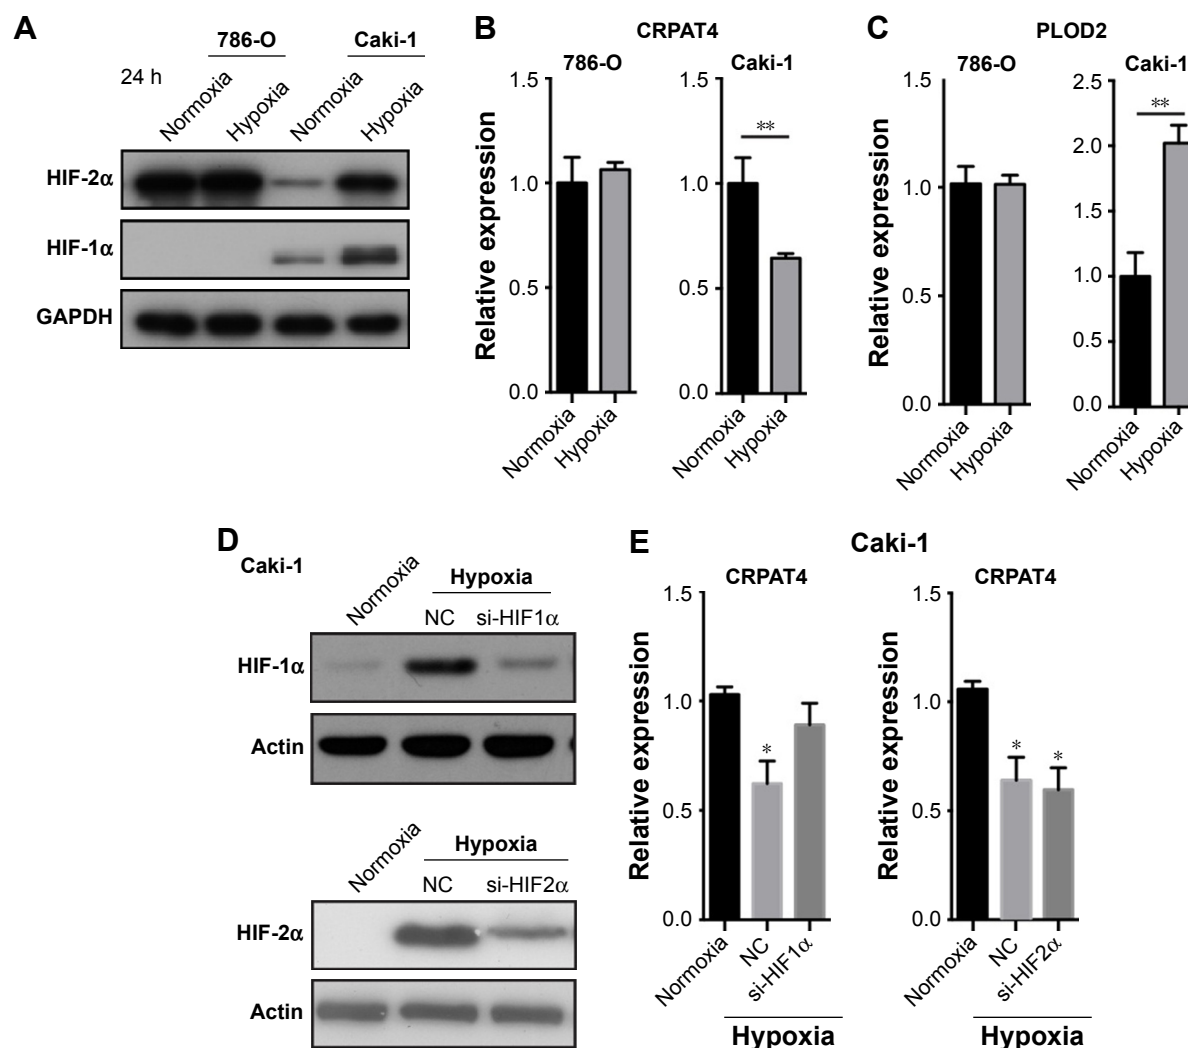 A
786-O
Caki-1
24 h
Normoxia
Hypoxia
Normoxia
Hypoxia
HIF-2α
HIF-1α
GAPDH
B
CRPAT4
786-O
Caki-1
Relative expression
1.5
1.0
0.5
0.0
Normoxia
Hypoxia
1.5
1.0
0.5
0.0
**
Normoxia
Hypoxia
C
PLOD2
786-O
Caki-1
Relative expression
1.5
1.0
0.5
0.0
Normoxia
Hypoxia
2.5
2.0
1.5
1.0
0.5
0.0
**
Normoxia
Hypoxia
D
Caki-1
Normoxia
Hypoxia
NC
si-HIF1α
HIF-1α
Actin
Normoxia
Hypoxia
NC
si-HIF2α
HIF-2α
Actin
E
Caki-1
CRPAT4
Relative expression
1.5
1.0
0.5
0.0
*
Normoxia
NC
si-HIF1α
Hypoxia
CRPAT4
Relative expression
1.5
1.0
0.5
0.0
*
*
Normoxia
NC
si-HIF2α
Hypoxia